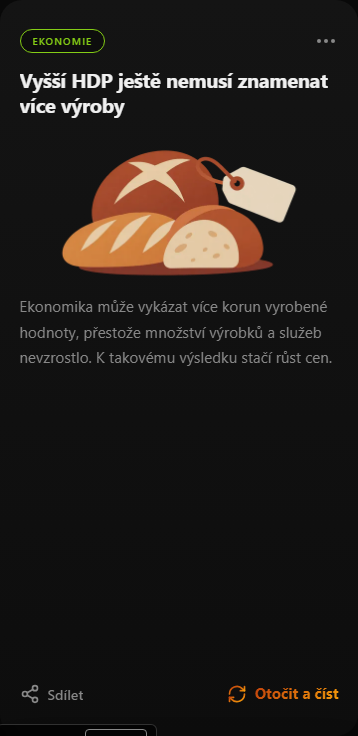 EKONOMIE
Vyšší HDP ještě nemusí znamenat
více výroby
Ekonomika může vykázat více korun vyrobené
hodnoty, přestože množství výrobků a služeb
nevzrostlo. K takovému výsledku stačí růst cen.
Sdílet
Otočit a číst